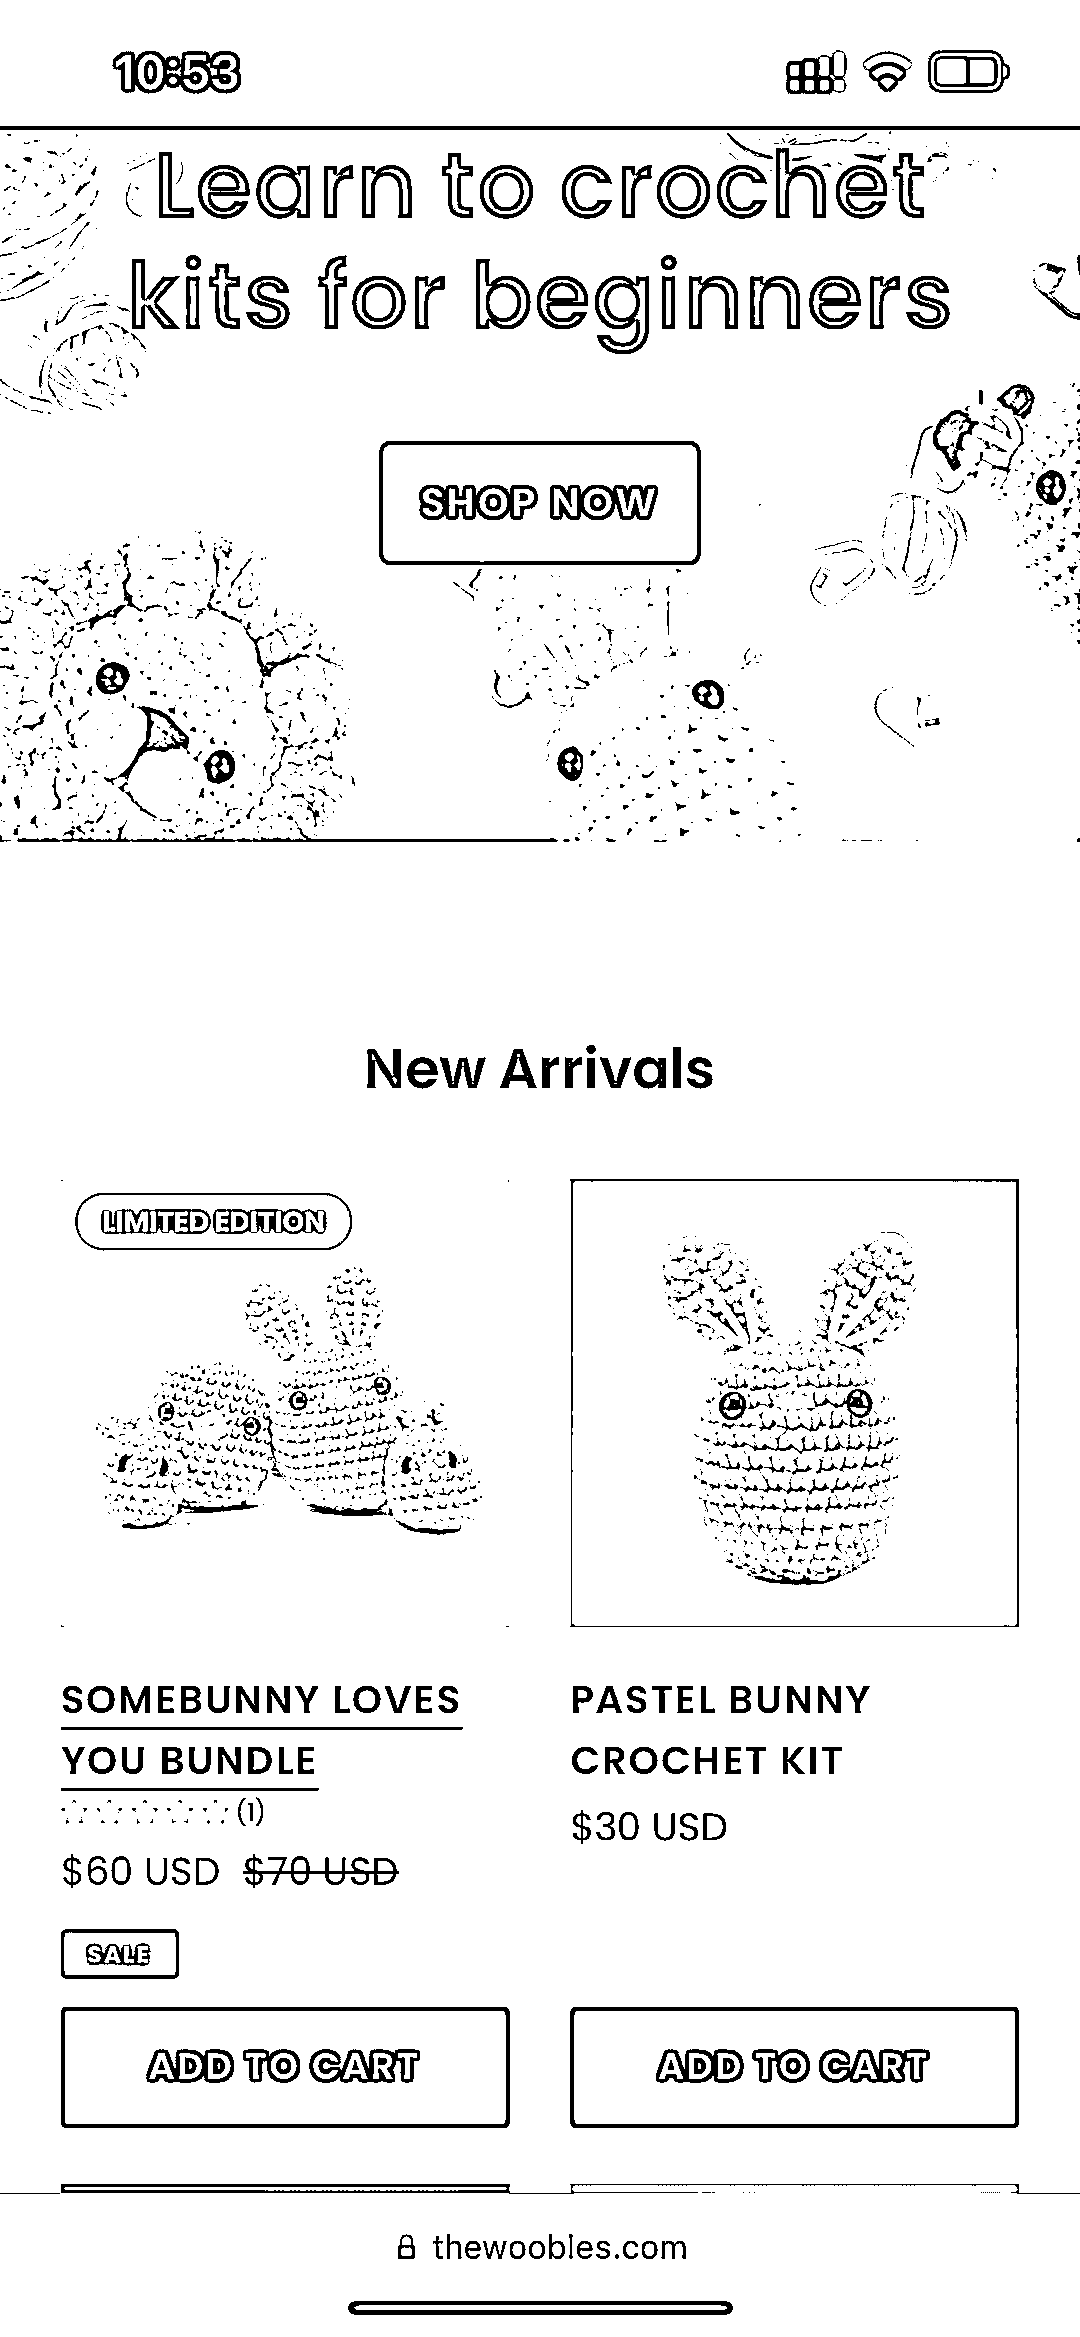 10:53
Learn to crochet
kits for beginners
SHOP NOW
New Arrivals
LIMITED EDITION
SOMEBUNNY LOVES
YOU BUNDLE
(1)
$60 USD $70 USD
SALE
ADD TO CART
PASTEL BUNNY
CROCHET KIT
$30 USD
ADD TO CART
thewoobles.com